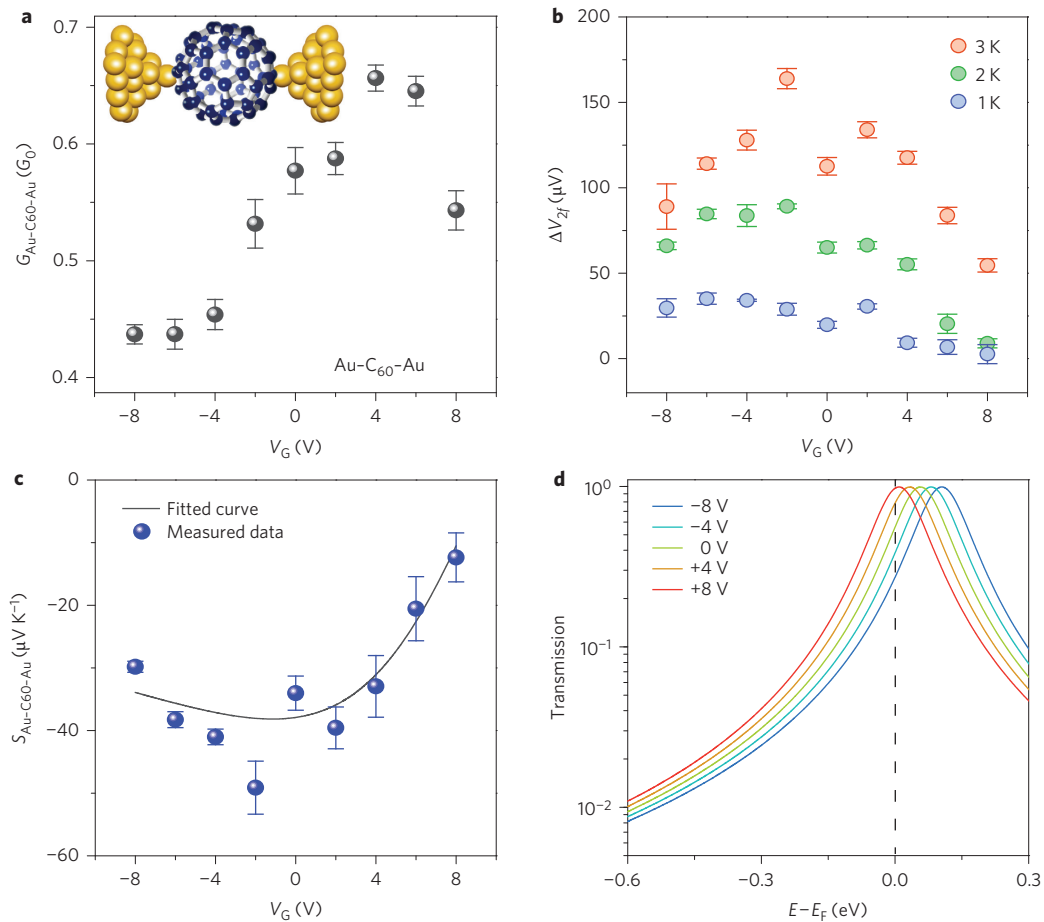 a
0.7
0.6
0.5
0.4
G_Au–C60–Au (G_0)
Au–C_60–Au
−8 −4 0 4 8
V_G (V)
b
200
150
100
50
0
ΔV_2f (μV)
3 K
2 K
1 K
−8 −4 0 4 8
V_G (V)
c
0
−20
−40
−60
S_Au–C60–Au (μV K^−1)
Fitted curve
Measured data
−8 −4 0 4 8
V_G (V)
d
10^0
10^−1
10^−2
Transmission
−8 V
−4 V
0 V
+4 V
+8 V
−0.6 −0.3 0.0 0.3
E−E_F (eV)